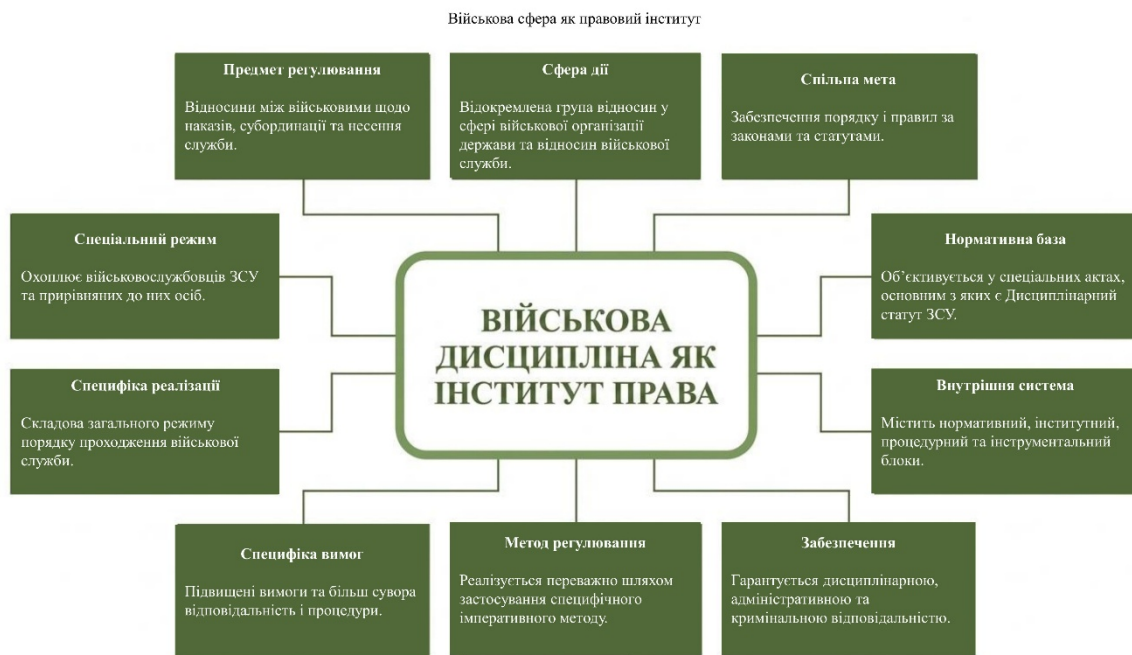 Військова сфера як правовий інститут
Предмет регулювання
Відносини між військовими щодо
наказів, субординації та несення
служби.
Сфера дії
Відокремлена група відносин у
сфері військової організації
держави та відносин військової
служби.
Спільна мета
Забезпечення порядку і правил за
законами та статутами.
Спеціальний режим
Охоплює військовослужбовців ЗСУ
та прирівняних до них осіб.
Нормативна база
Об’єктивується у спеціальних актах,
основним з яких є Дисциплінарний
статут ЗСУ.
ВІЙСЬКОВА
ДИСЦИПЛІНА ЯК
ІНСТИТУТ ПРАВА
Специфіка реалізації
Складова загального режиму
порядку проходження військової
служби.
Внутрішня система
Містить нормативний, інститутний,
процедурний та інструментальний
блоки.
Специфіка вимог
Підвищені вимоги та більш сувора
відповідальність і процедури.
Метод регулювання
Реалізується переважно шляхом
застосування специфічного
імперативного методу.
Забезпечення
Гарантується дисциплінарною,
адміністративною та
кримінальною відповідальністю.